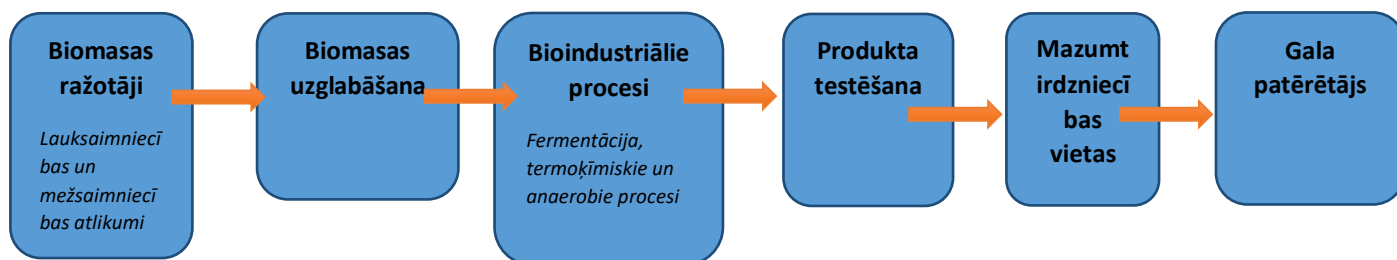 Biomasas
ražotāji
Lauksaimniecī
bas un
mežsaimniecī
bas atlikumi
Biomasas
uzglabāšana
Bioindustriālie
procesi
Fermentācija,
termoķīmiskie un
anaerobie procesi
Produkta
testēšana
Mazumt
irdzniecī
bas
vietas
Gala
patērētājs